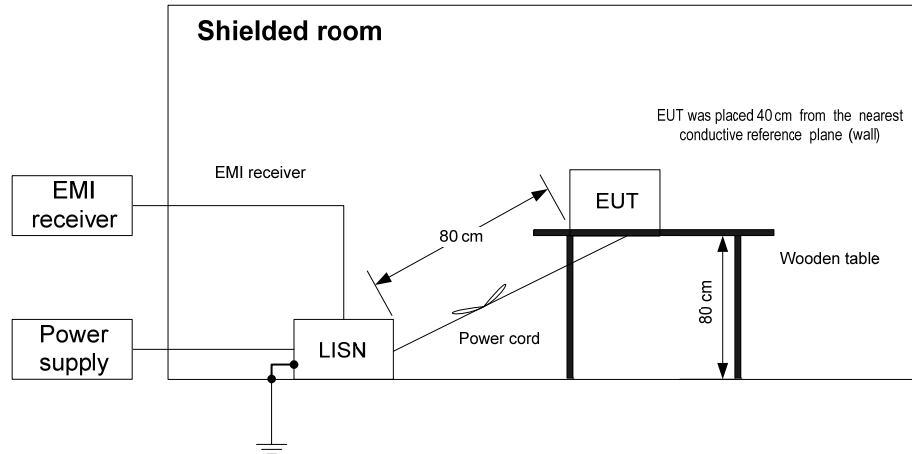 Shielded room
EUT was placed 40 cm from the nearest
conductive reference plane (wall)
EMI receiver
EMI
receiver
EUT
80 cm
Wooden table
80 cm
Power cord
Power
supply
LISN